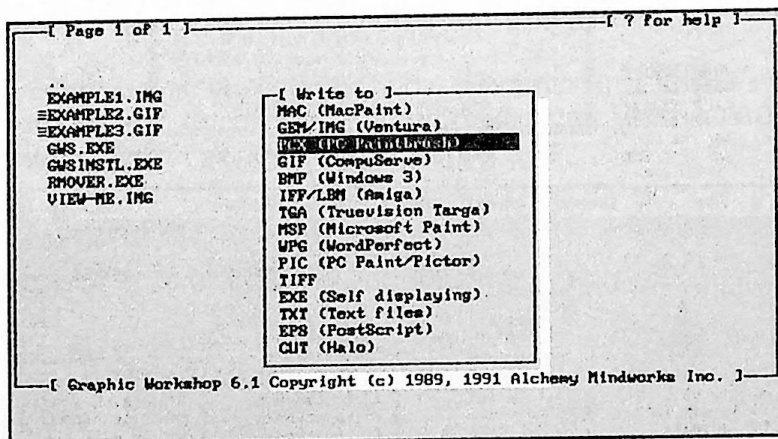 [ Page 1 of 1 ]
[ ? for help ]
..
EXAMPLE1.IMG
≡EXAMPLE2.GIF
≡EXAMPLE3.GIF
GWS.EXE
GWSINSTL.EXE
RMOVER.EXE
VIEW-ME.IMG
[ Write to ]
MAC (MacPaint)
GEM/IMG (Ventura)
PCX (PC PaintBrush)
GIF (CompuServe)
BMP (Windows 3)
IFF/LBM (Amiga)
TGA (Truevision Targa)
MSP (Microsoft Paint)
WPG (WordPerfect)
PIC (PC Paint/Pictor)
TIFF
EXE (Self displaying)
TXT (Text files)
EPS (PostScript)
CUT (Halo)
[ Graphic Workshop 6.1 Copyright (c) 1989, 1991 Alchemy Mindworks Inc. ]